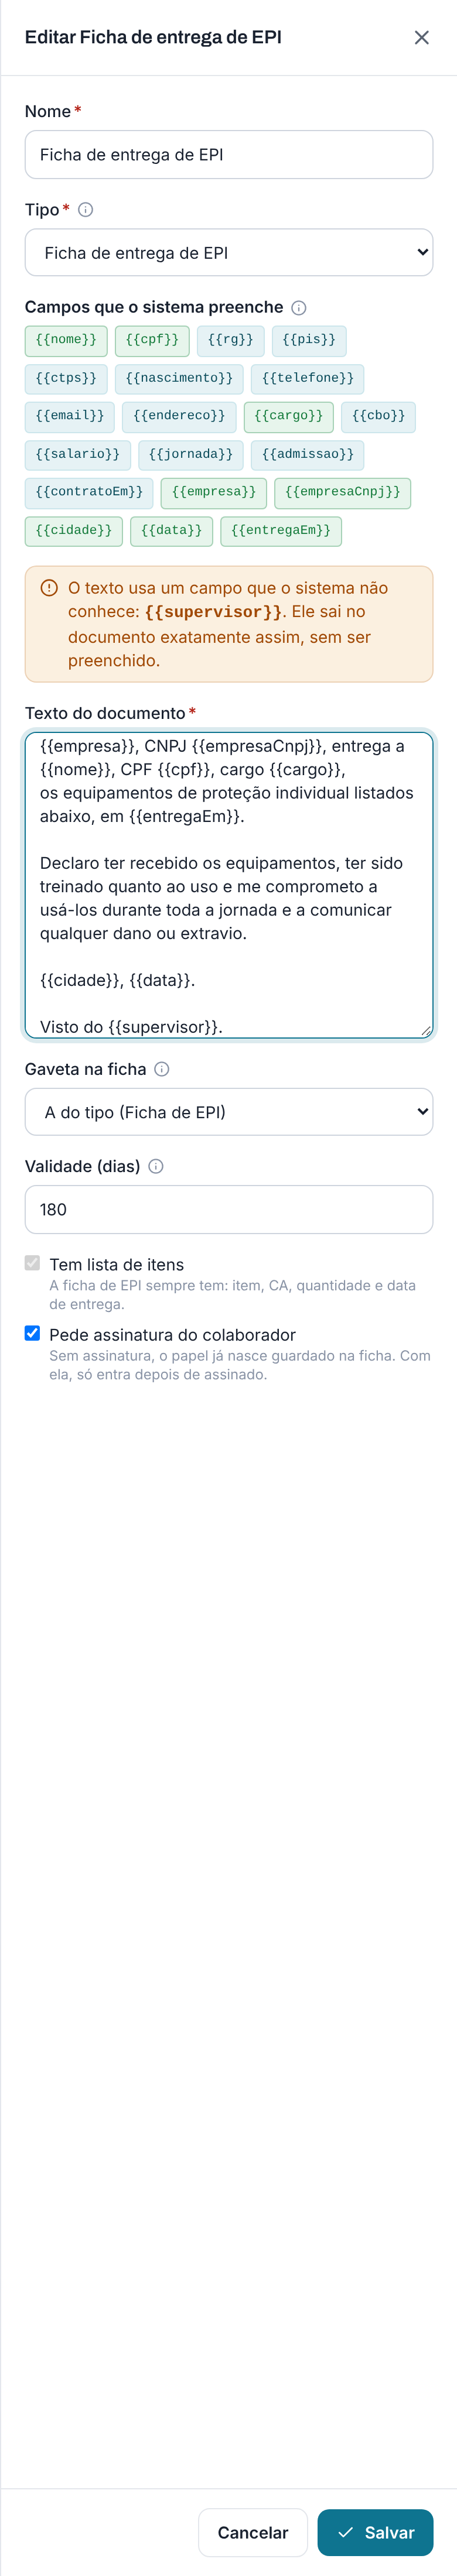 Editar Ficha de entrega de EPI
Nome *
Ficha de entrega de EPI
Tipo *
Ficha de entrega de EPI
Campos que o sistema preenche
{{nome}} {{cpf}} {{rg}} {{pis}}
{{ctps}} {{nascimento}} {{telefone}}
{{email}} {{endereco}} {{cargo}} {{cbo}}
{{salario}} {{jornada}} {{admissao}}
{{contratoEm}} {{empresa}} {{empresaCnpj}}
{{cidade}} {{data}} {{entregaEm}}
O texto usa um campo que o sistema não
conhece: {{supervisor}}. Ele sai no
documento exatamente assim, sem ser
preenchido.
Texto do documento *
{{empresa}}, CNPJ {{empresaCnpj}}, entrega a
{{nome}}, CPF {{cpf}}, cargo {{cargo}},
os equipamentos de proteção individual listados
abaixo, em {{entregaEm}}.
Declaro ter recebido os equipamentos, ter sido
treinado quanto ao uso e me comprometo a
usá-los durante toda a jornada e a comunicar
qualquer dano ou extravio.
{{cidade}}, {{data}}.
Visto do {{supervisor}}.
Gaveta na ficha
A do tipo (Ficha de EPI)
Validade (dias)
180
Tem lista de itens
A ficha de EPI sempre tem: item, CA, quantidade e data
de entrega.
Pede assinatura do colaborador
Sem assinatura, o papel já nasce guardado na ficha. Com
ela, só entra depois de assinado.
Cancelar Salvar